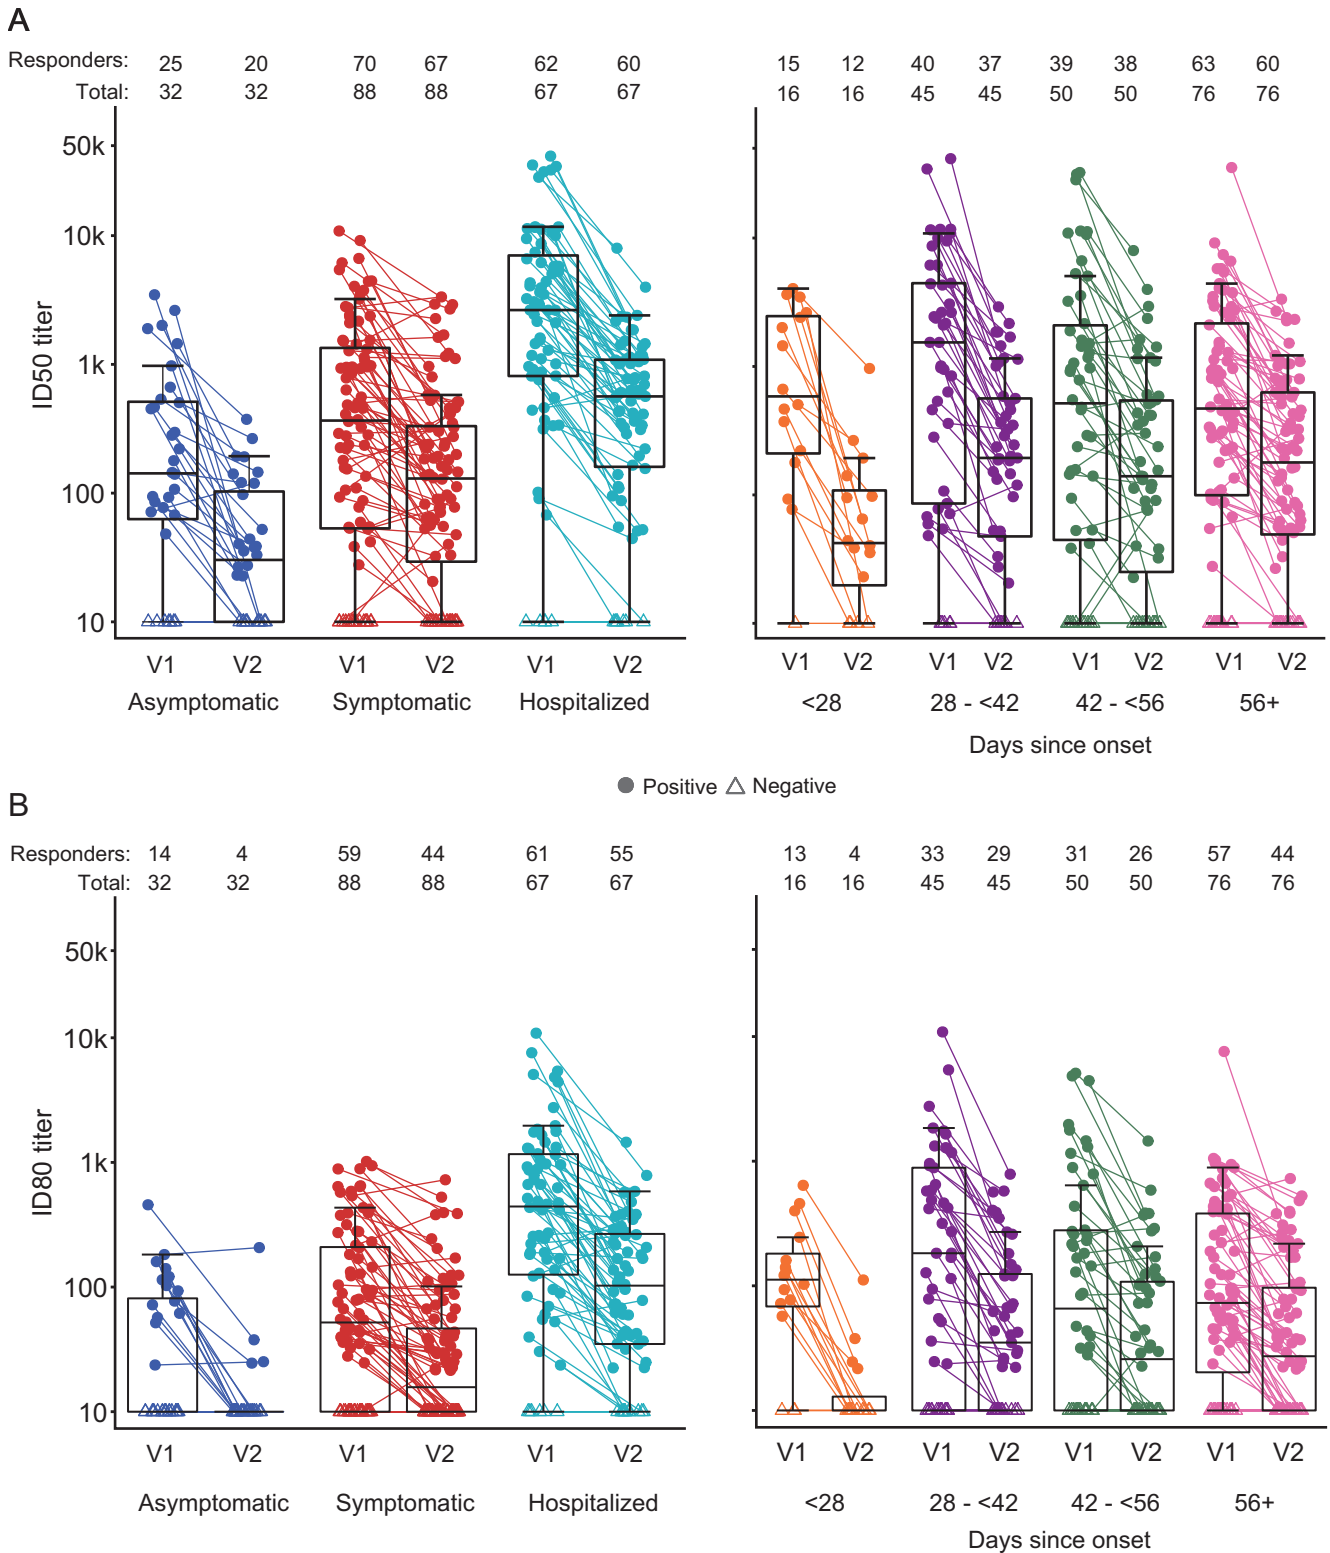 A
Responders: 25 20 70 67 62 60 15 12 40 37 39 38 63 60
Total: 32 32 88 88 67 67 16 16 45 45 50 50 76 76
50k
10k
1k
100
10
ID50 titer
V1 V2 V1 V2 V1 V2 V1 V2 V1 V2 V1 V2 V1 V2
Asymptomatic Symptomatic Hospitalized <28 28 - <42 42 - <56 56+
Days since onset
Positive Negative
B
Responders: 14 4 59 44 61 55 13 4 33 29 31 26 57 44
Total: 32 32 88 88 67 67 16 16 45 45 50 50 76 76
50k
10k
1k
100
10
ID80 titer
V1 V2 V1 V2 V1 V2 V1 V2 V1 V2 V1 V2 V1 V2
Asymptomatic Symptomatic Hospitalized <28 28 - <42 42 - <56 56+
Days since onset